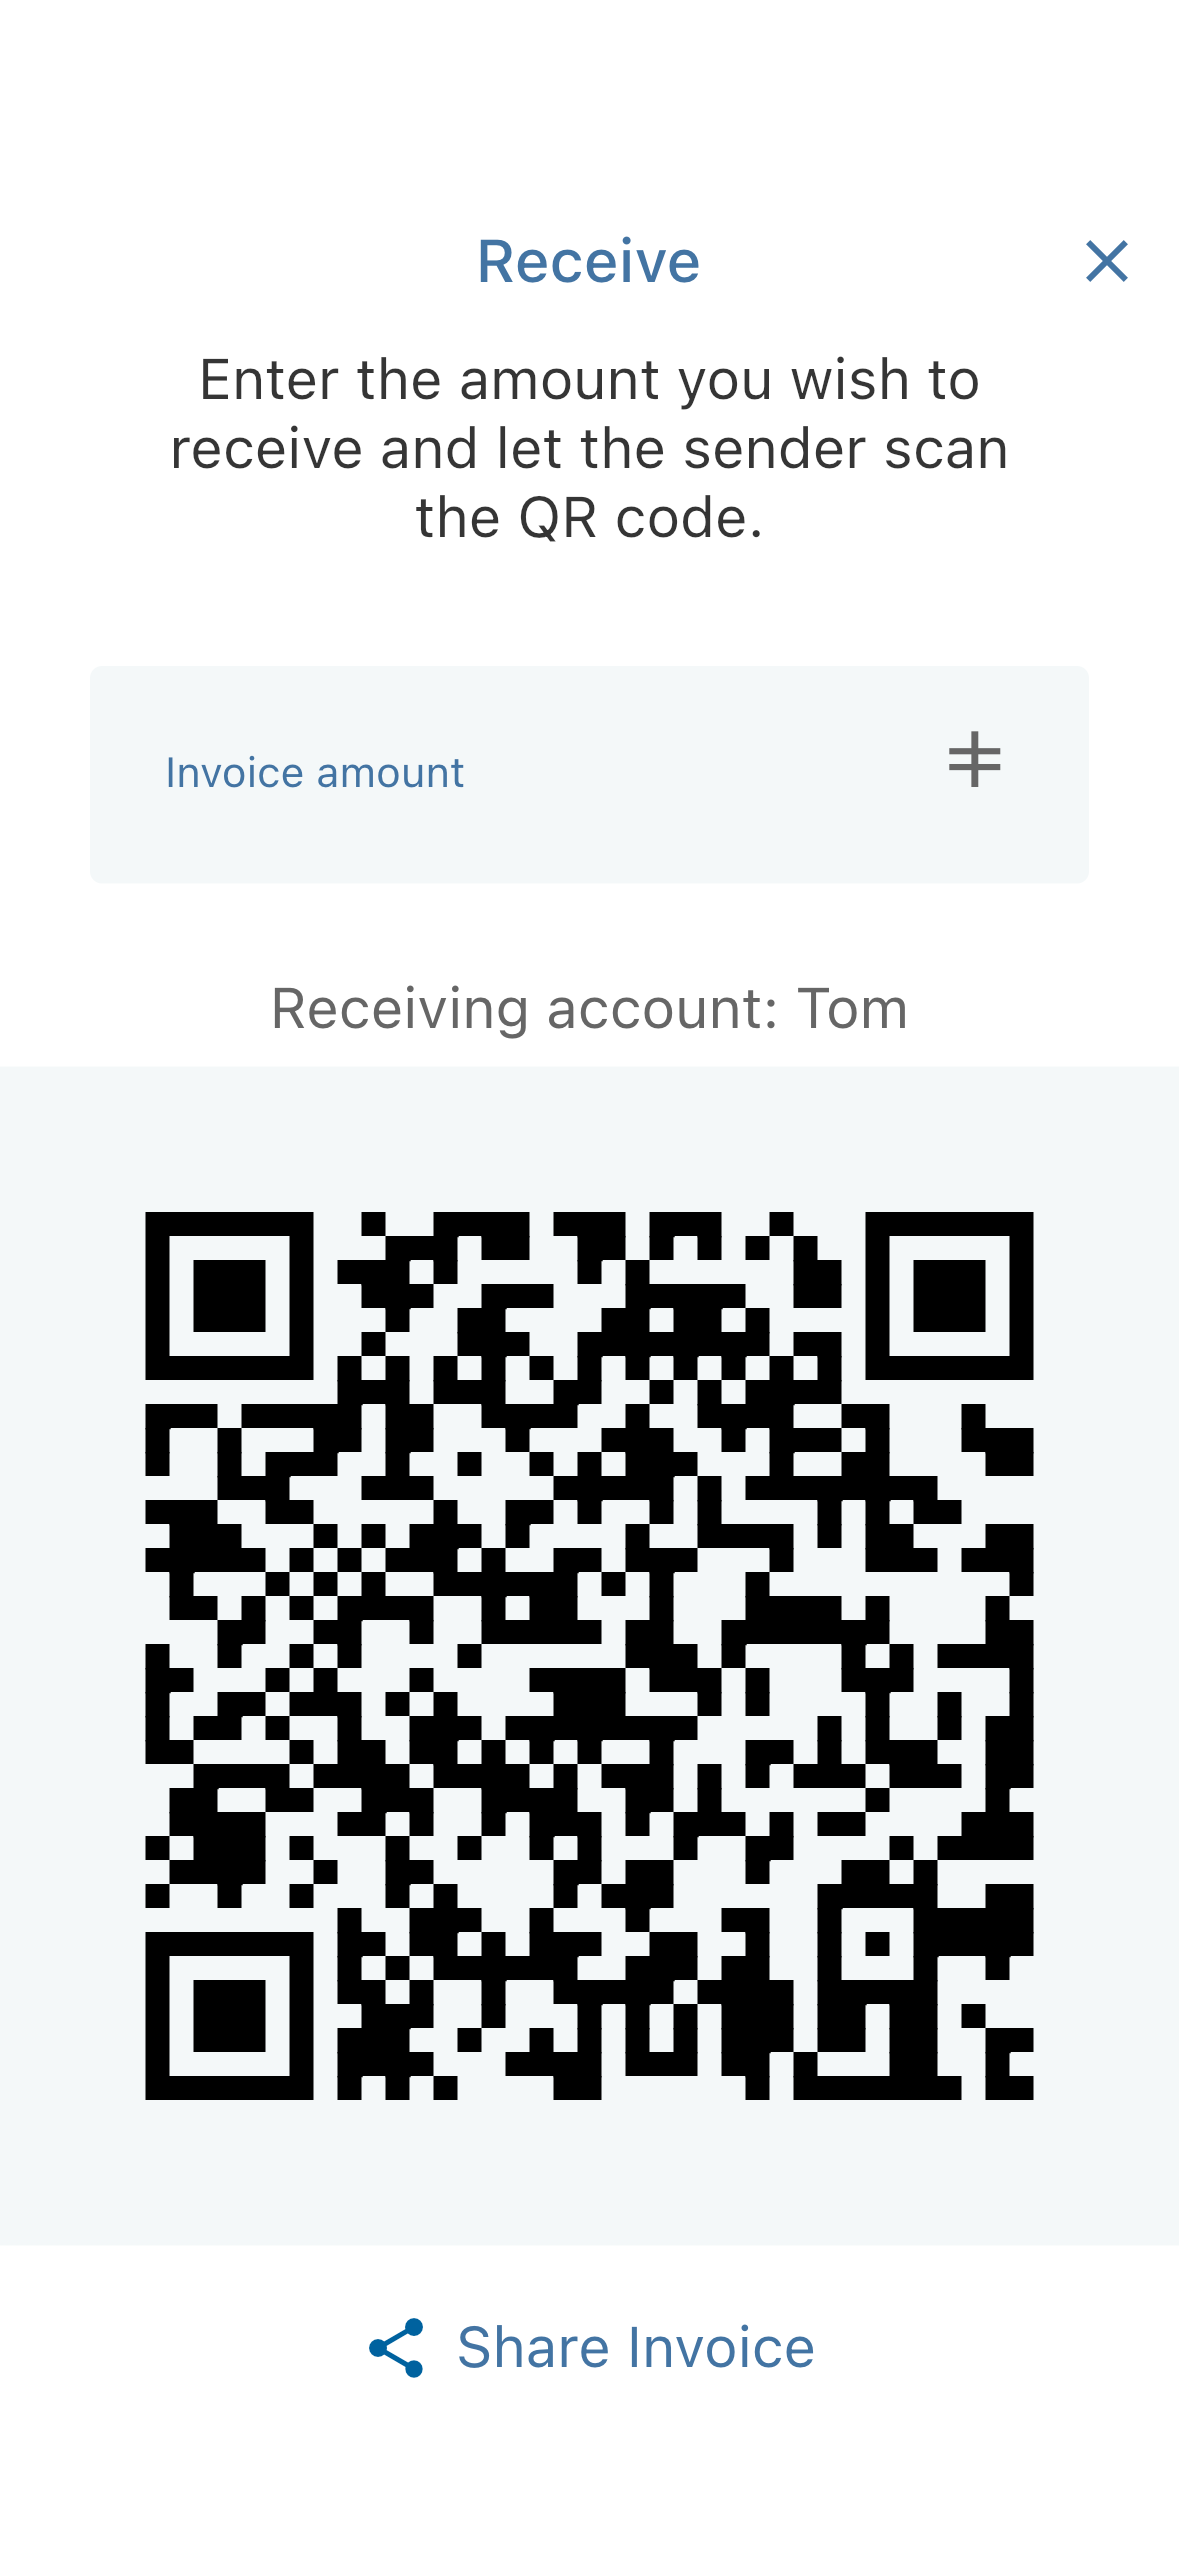 Receive
Enter the amount you wish to
receive and let the sender scan
the QR code.
Invoice amount
Receiving account: Tom
Share Invoice